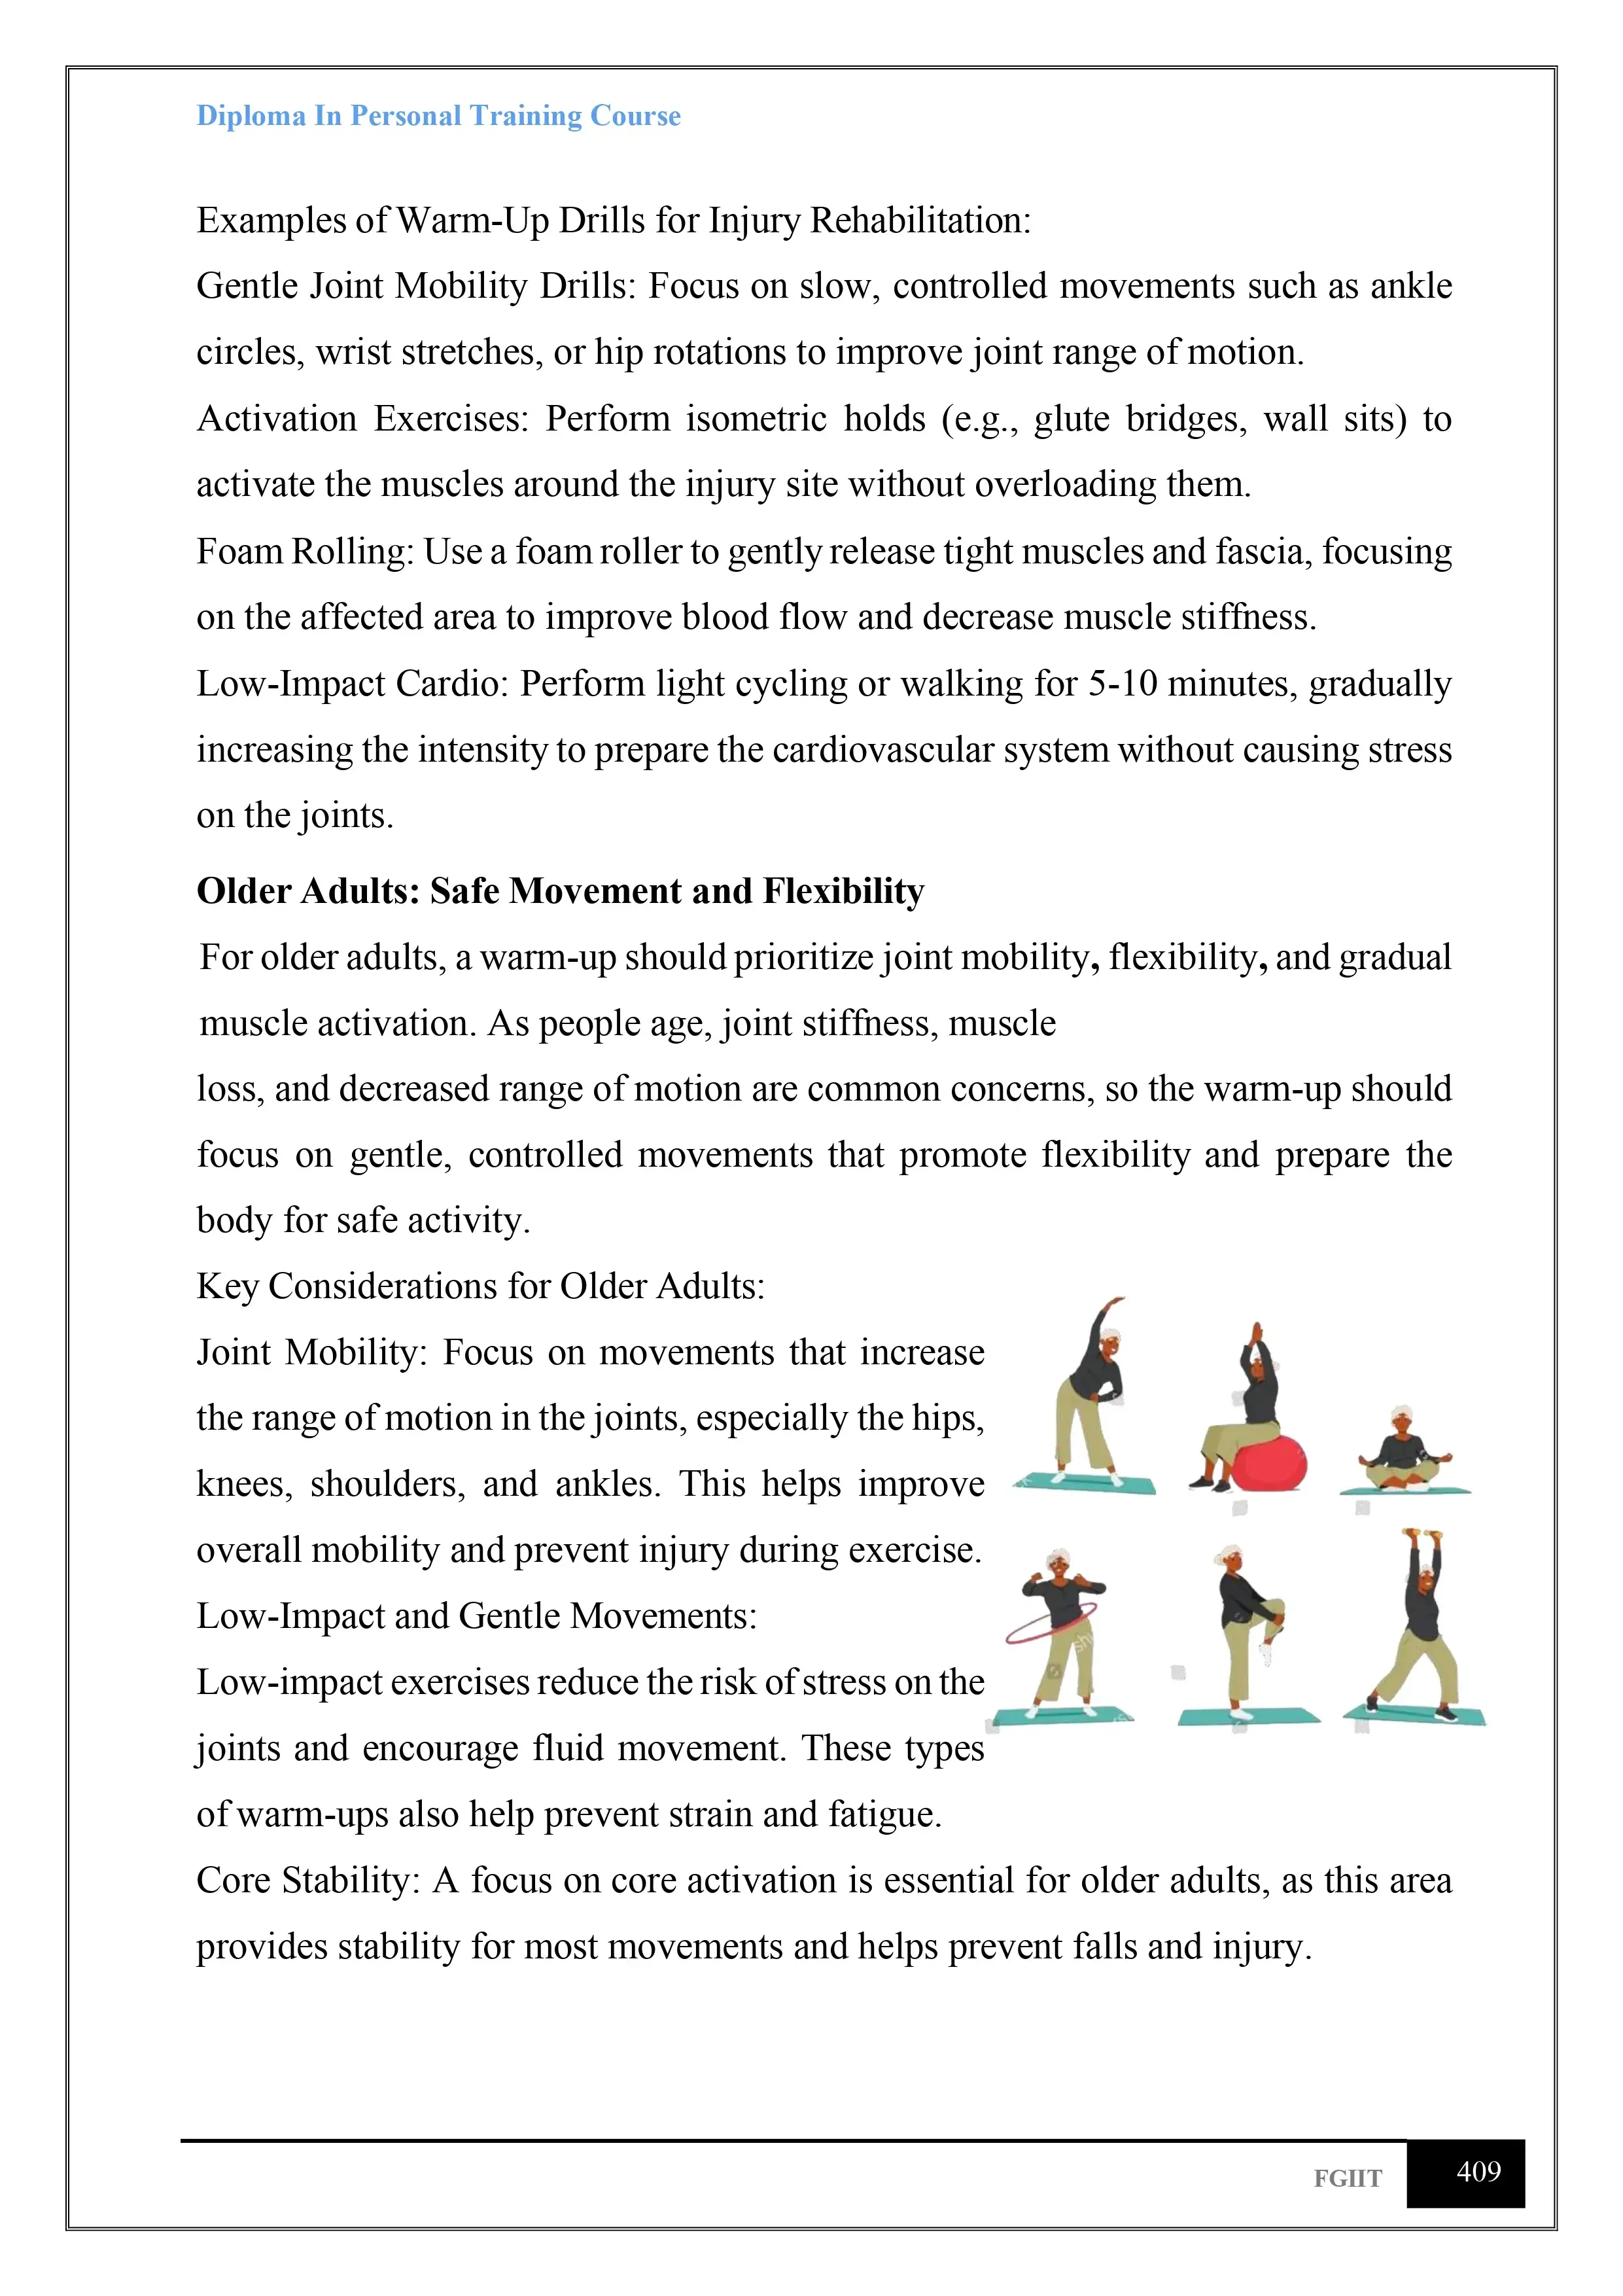 Diploma In Personal Training Course
Examples of Warm-Up Drills for Injury Rehabilitation:
Gentle Joint Mobility Drills: Focus on slow, controlled movements such as ankle
circles, wrist stretches, or hip rotations to improve joint range of motion.
Activation Exercises: Perform isometric holds (e.g., glute bridges, wall sits) to
activate the muscles around the injury site without overloading them.
Foam Rolling: Use a foam roller to gently release tight muscles and fascia, focusing
on the affected area to improve blood flow and decrease muscle stiffness.
Low-Impact Cardio: Perform light cycling or walking for 5-10 minutes, gradually
increasing the intensity to prepare the cardiovascular system without causing stress
on the joints.
Older Adults: Safe Movement and Flexibility
For older adults, a warm-up should prioritize joint mobility, flexibility, and gradual
muscle activation. As people age, joint stiffness, muscle
loss, and decreased range of motion are common concerns, so the warm-up should
focus on gentle, controlled movements that promote flexibility and prepare the
body for safe activity.
Key Considerations for Older Adults:
Joint Mobility: Focus on movements that increase
the range of motion in the joints, especially the hips,
knees, shoulders, and ankles. This helps improve
overall mobility and prevent injury during exercise.
Low-Impact and Gentle Movements:
Low-impact exercises reduce the risk of stress on the
joints and encourage fluid movement. These types
of warm-ups also help prevent strain and fatigue.
Core Stability: A focus on core activation is essential for older adults, as this area
provides stability for most movements and helps prevent falls and injury.
FGIIT
409